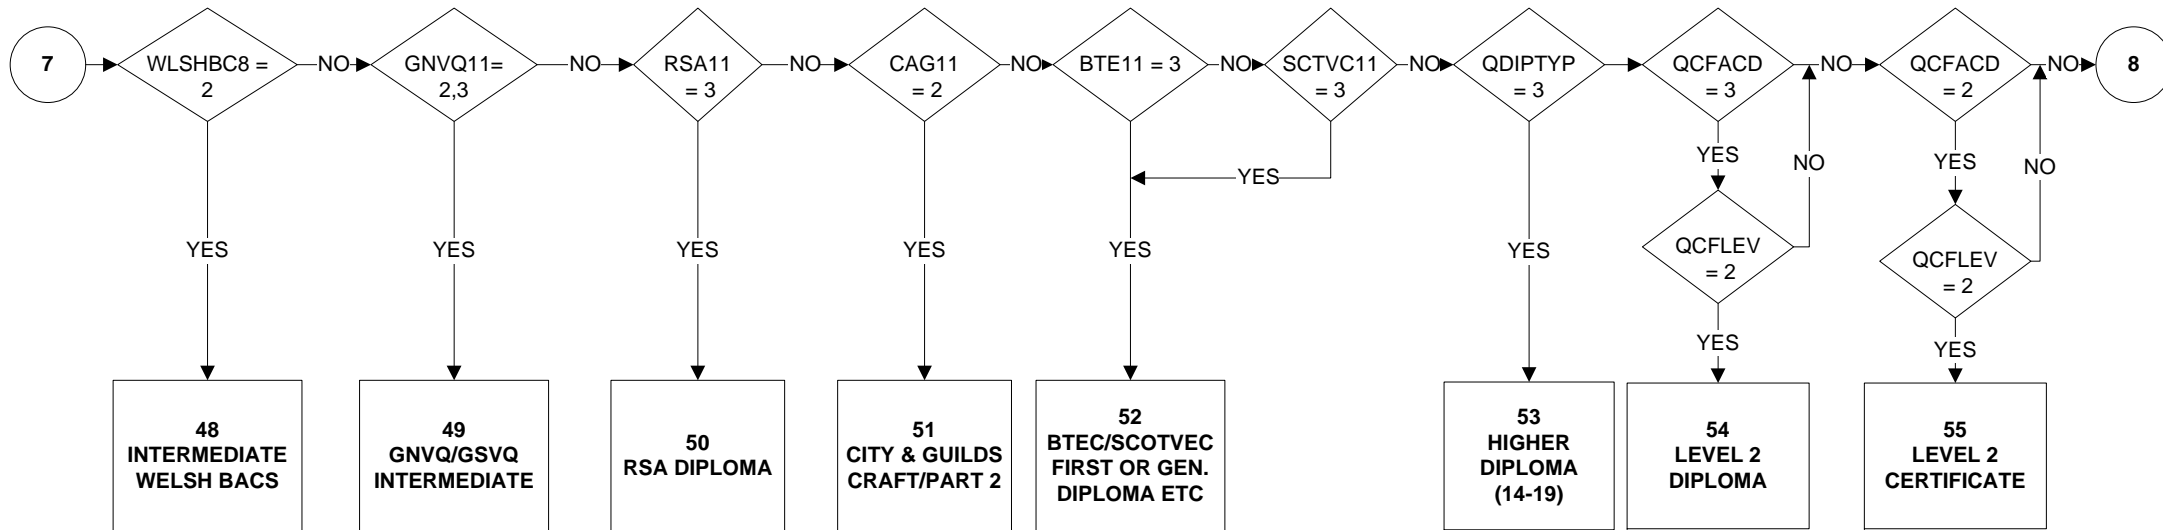 7
WLSHBC8 =
2
NO
GNVQ11=
2,3
NO
RSA11
= 3
NO
CAG11
= 2
NO
BTE11 = 3
NO
SCTVC11
= 3
NO
QDIPTYP
= 3
QCFACD
= 3
NO
QCFACD
= 2
NO
8
YES
YES
YES
YES
YES
YES
YES
YES
NO
YES
NO
QCFLEV
= 2
QCFLEV
= 2
YES
YES
48
INTERMEDIATE
WELSH BACS
49
GNVQ/GSVQ
INTERMEDIATE
50
RSA DIPLOMA
51
CITY & GUILDS
CRAFT/PART 2
52
BTEC/SCOTVEC
FIRST OR GEN.
DIPLOMA ETC
53
HIGHER
DIPLOMA
(14-19)
54
LEVEL 2
DIPLOMA
55
LEVEL 2
CERTIFICATE